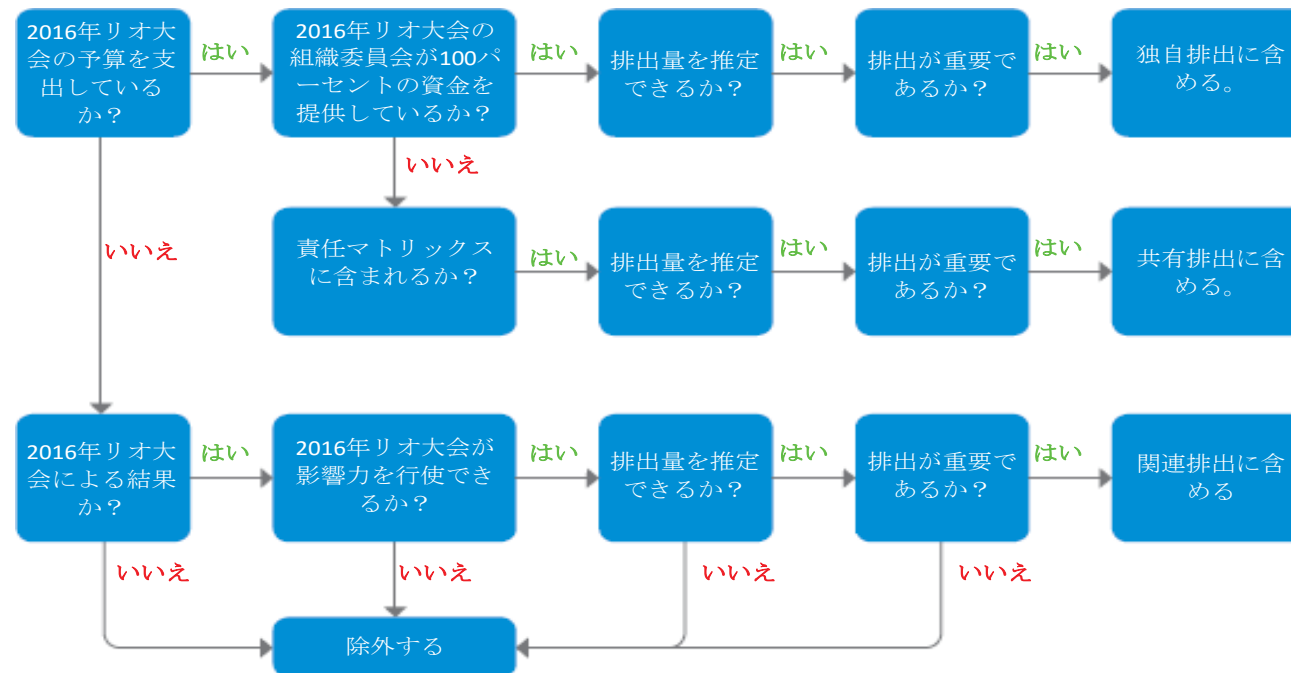 2016年リオ大
会の予算を支
出しているか
か？
はい
2016年リオ大会の
組織委員会が100パ
ーセントの資金を
提供しているか？
はい
排出量を推定
できるか？
はい
排出が重要で
あるか？
はい
独自排出に含
める。
いいえ
いいえ
責任マトリックス
に含まれるか？
はい
排出量を推定
できるか？
はい
排出が重要で
あるか？
はい
共有排出に含
める。
2016年リオ大
会による結果
か？
はい
2016年リオ大会が
影響力を行使でき
るか？
はい
排出量を推定
できるか？
はい
排出が重要で
あるか？
はい
関連排出に含
める
いいえ
いいえ
いいえ
いいえ
除外する